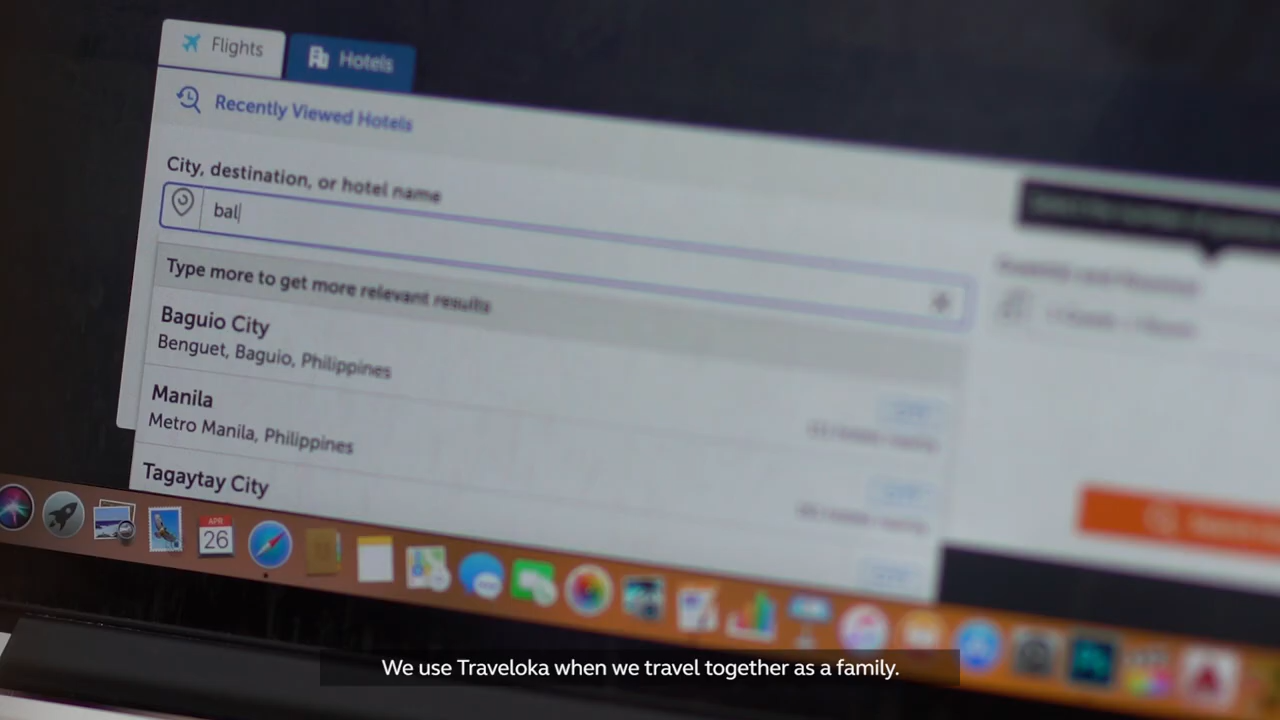 Flights
Hotels
Recently Viewed Hotels
City, destination, or hotel name
bal
Type more to get more relevant results
Baguio City
Benguet, Baguio, Philippines
Manila
Metro Manila, Philippines
Tagaytay City
APR
26
We use Traveloka when we travel together as a family.